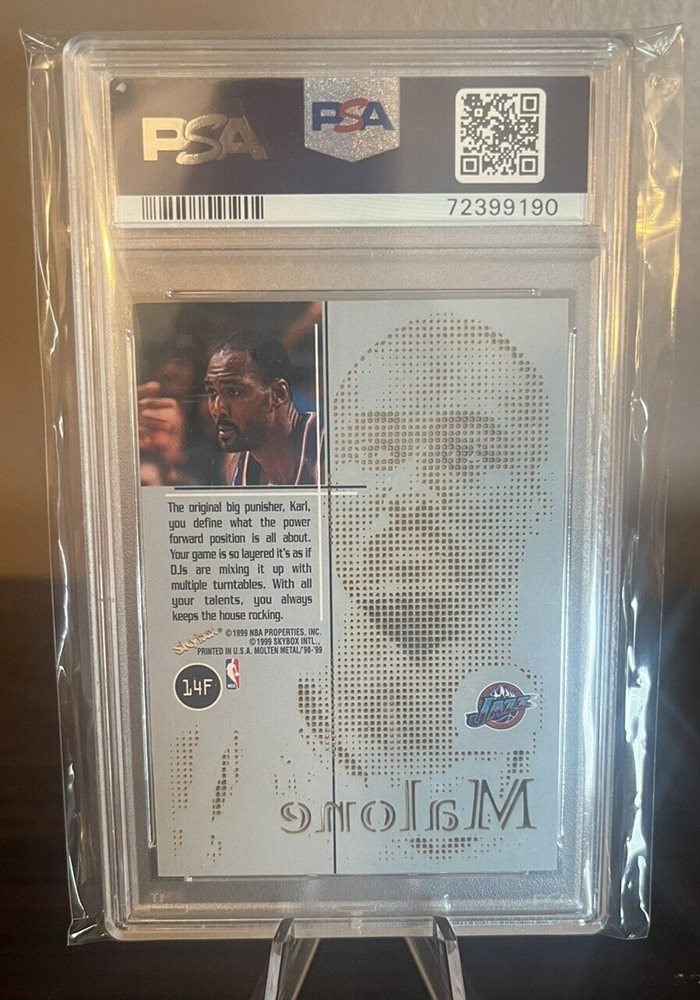 PSA
PSA
72399190
The original big punisher, Karl,
you define what the power
forward position is all about.
Your game is so layered it's as if
DJs are mixing it up with
multiple turntables. With all
your talents, you always
keeps the house rocking.
SkyBox® ©1999 NBA PROPERTIES, INC.
©1999 SKYBOX INTL.,
PRINTED IN U.S.A. MOLTEN METAL/'98-'99
14F
NBA
JAZZ
Malone